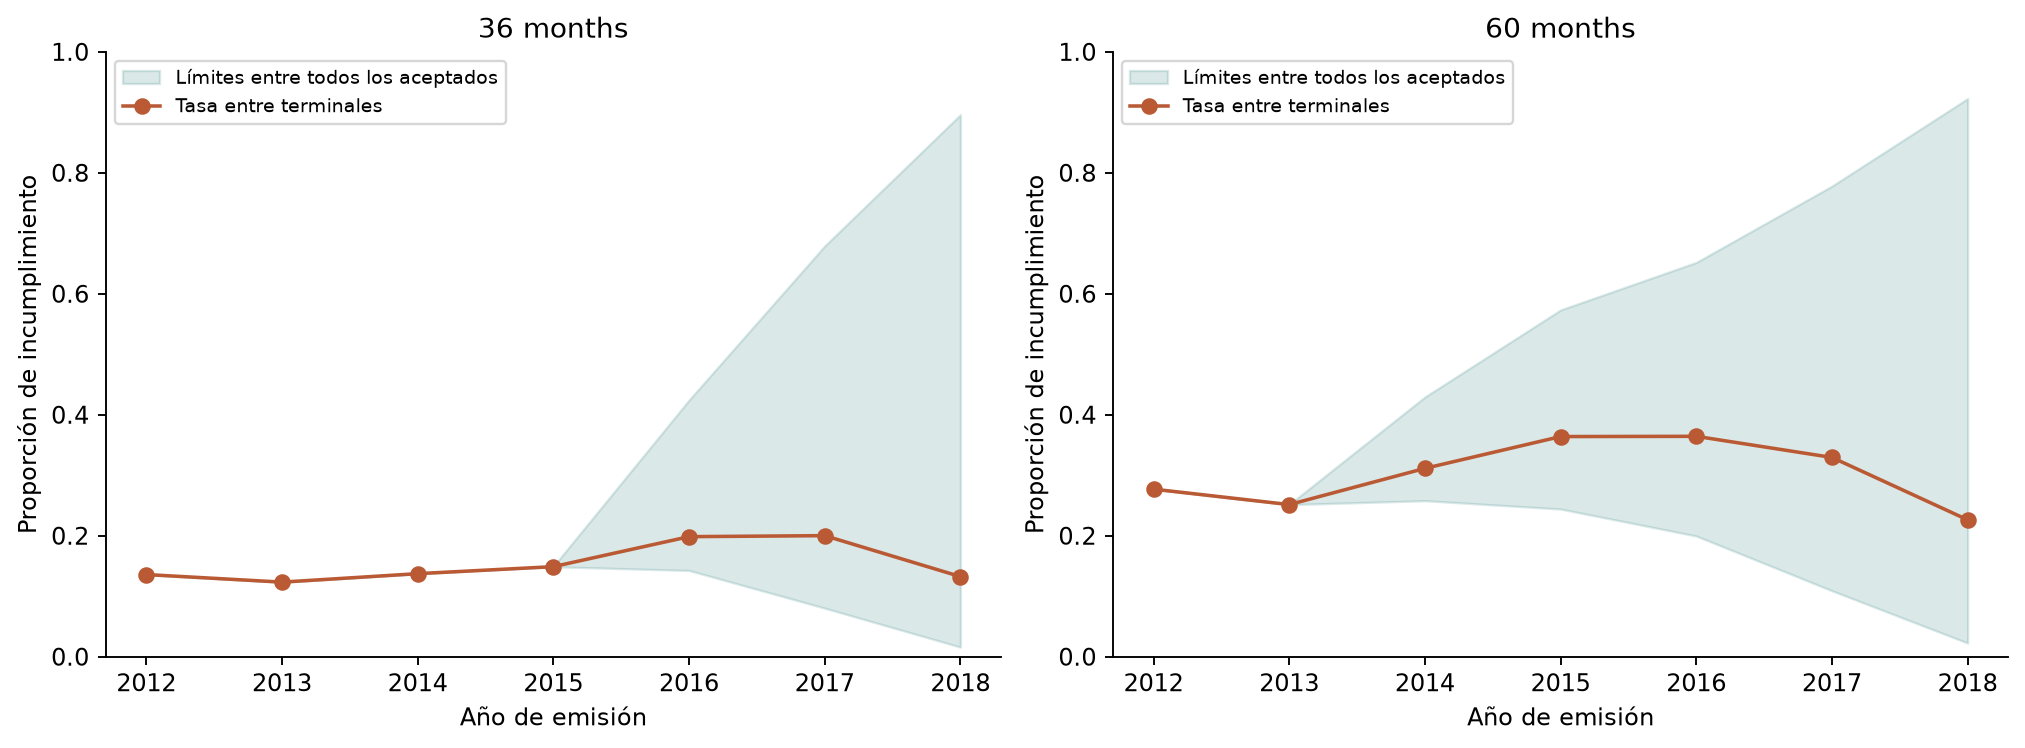 36 months
1.0
0.8
0.6
0.4
0.2
0.0
Proporción de incumplimiento
Límites entre todos los aceptados
Tasa entre terminales
2012 2013 2014 2015 2016 2017 2018
Año de emisión
60 months
1.0
0.8
0.6
0.4
0.2
0.0
Proporción de incumplimiento
Límites entre todos los aceptados
Tasa entre terminales
2012 2013 2014 2015 2016 2017 2018
Año de emisión